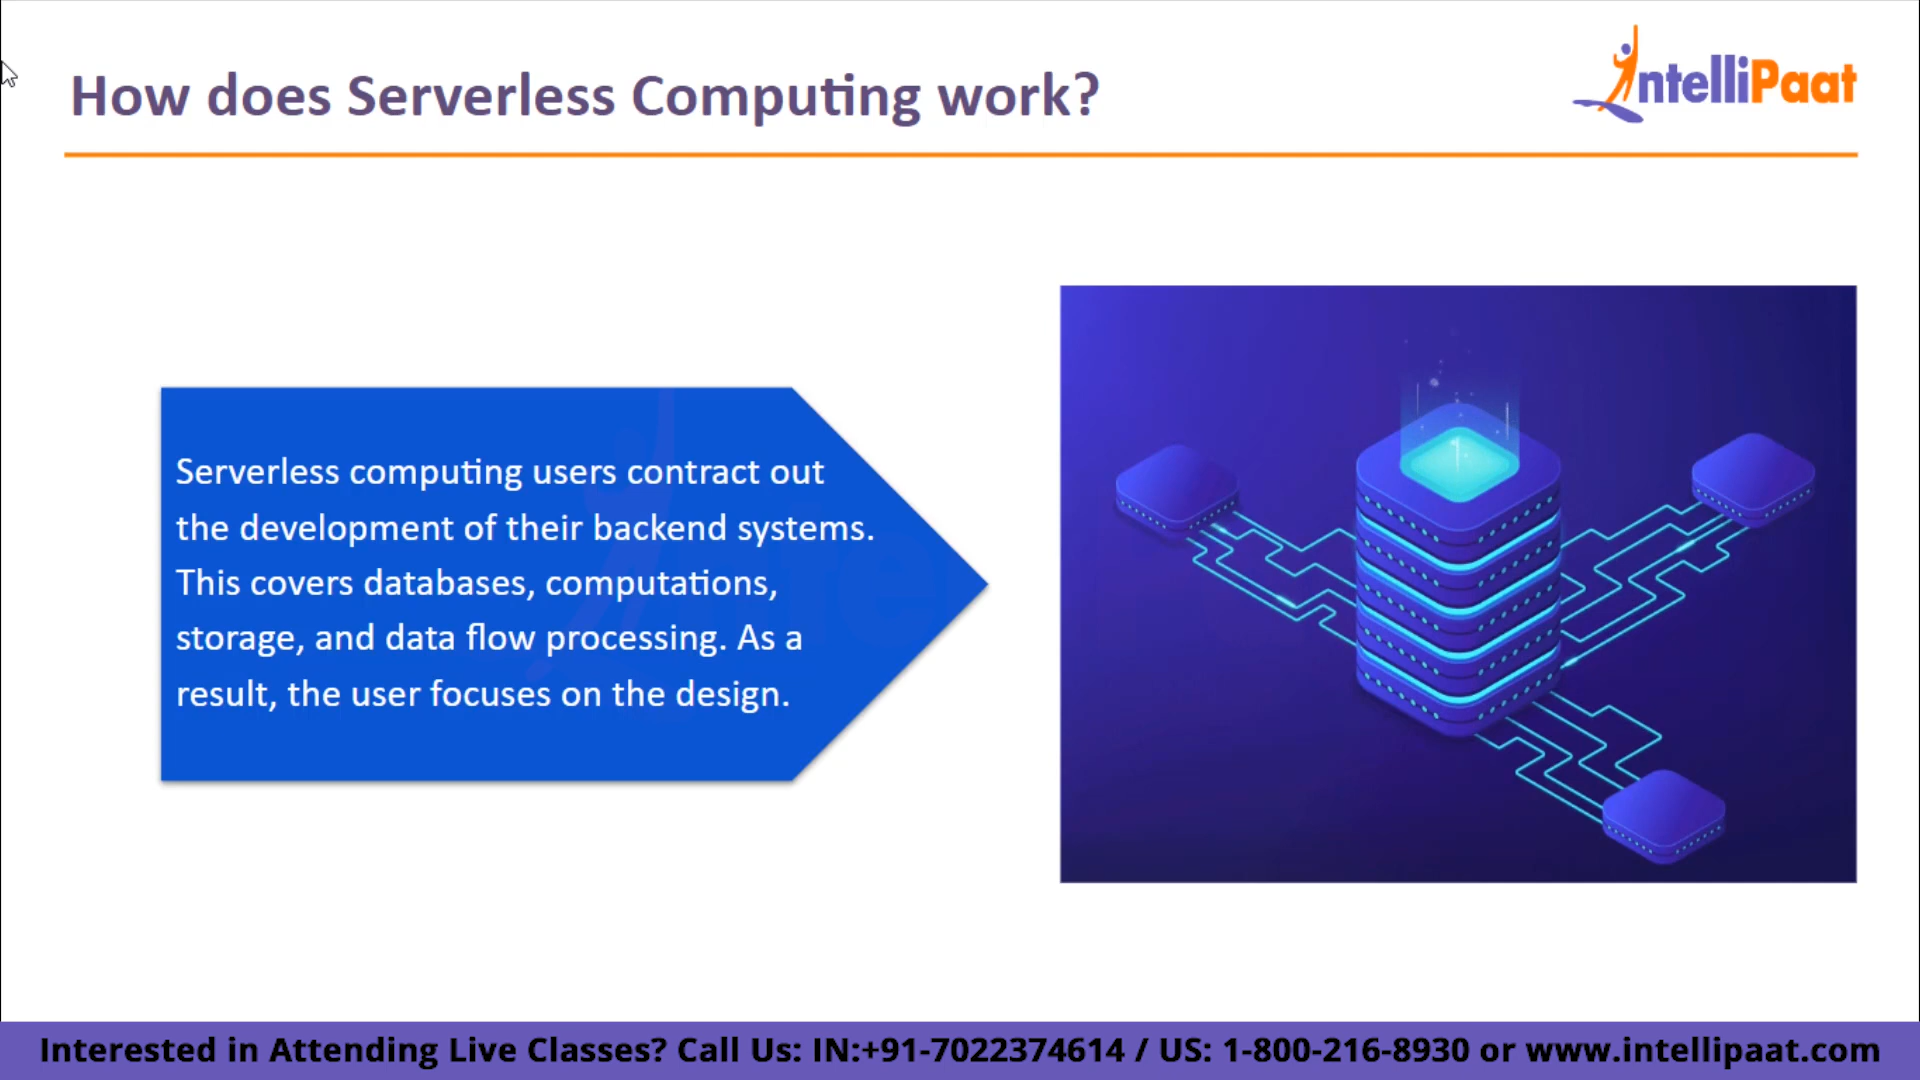 How does Serverless Computing work?
IntelliPaat
Serverless computing users contract out
the development of their backend systems.
This covers databases, computations,
storage, and data flow processing. As a
result, the user focuses on the design.
Interested in Attending Live Classes? Call Us: IN:+91-7022374614 / US: 1-800-216-8930 or www.intellipaat.com